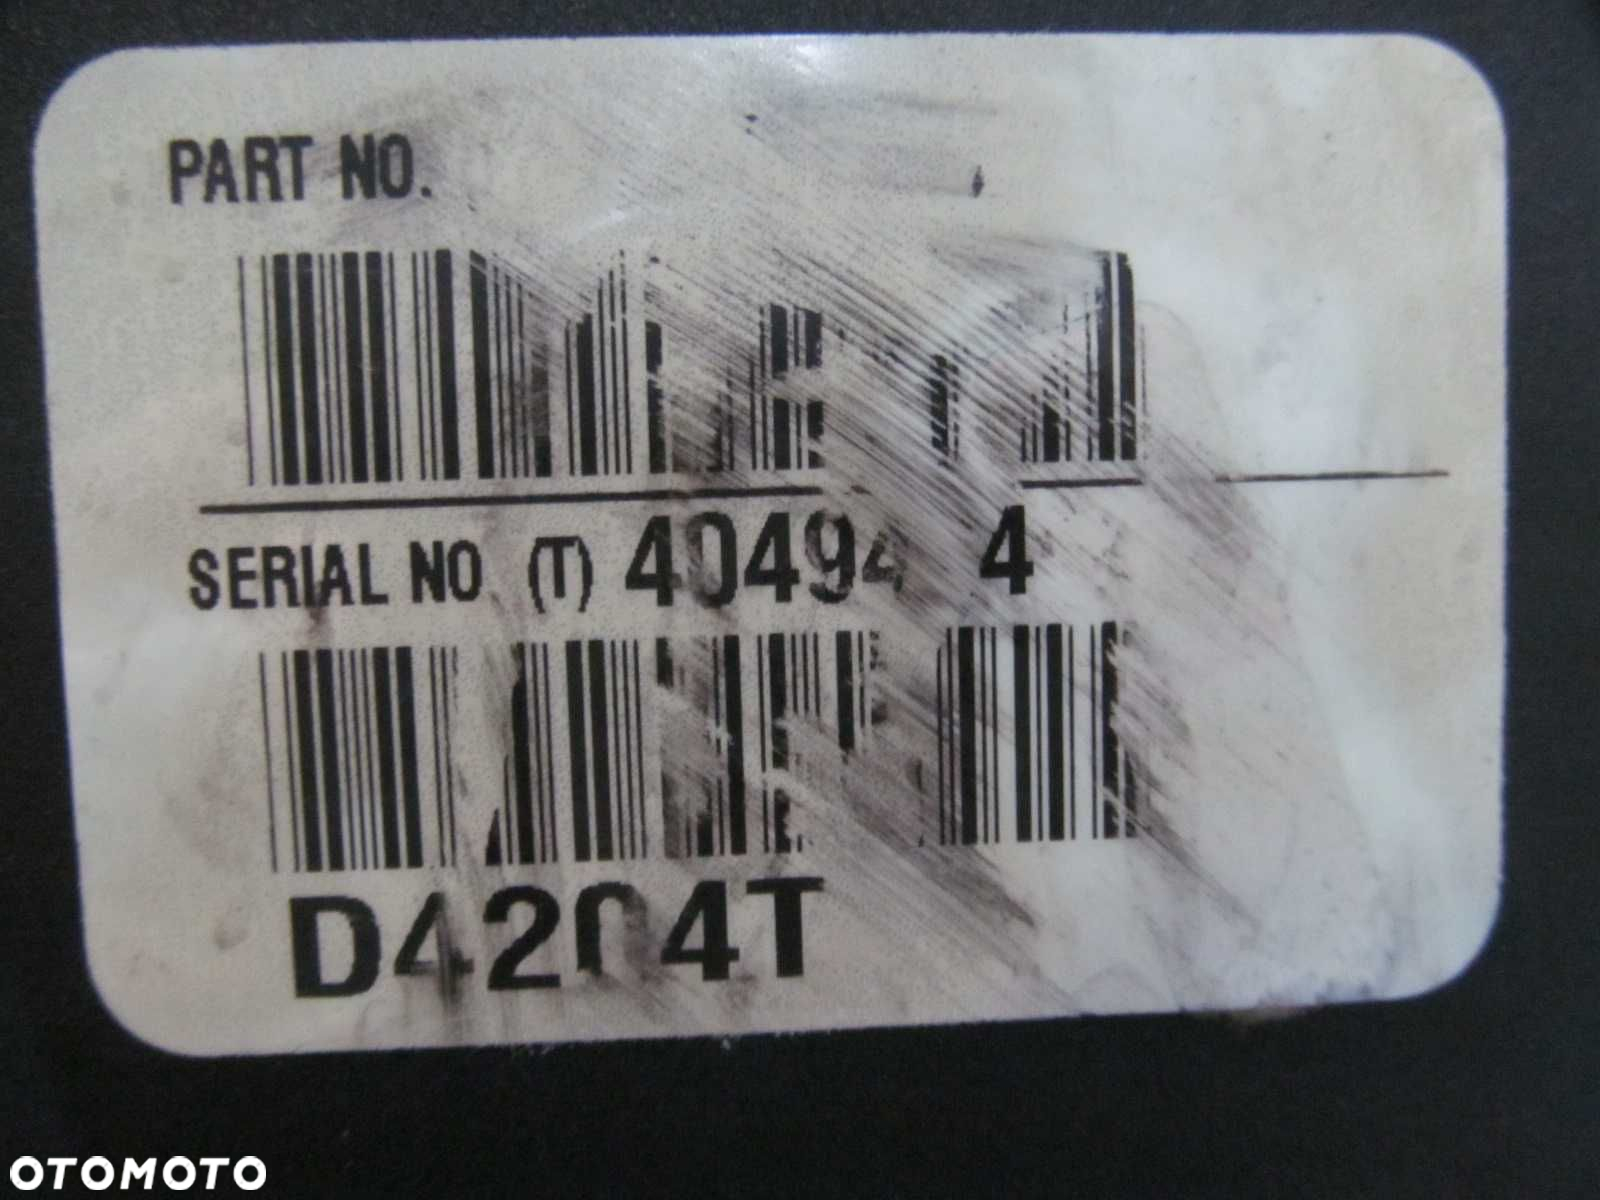 PART NO.
SERIAL NO (T) 40494 4
D4204T
OTOMOTO